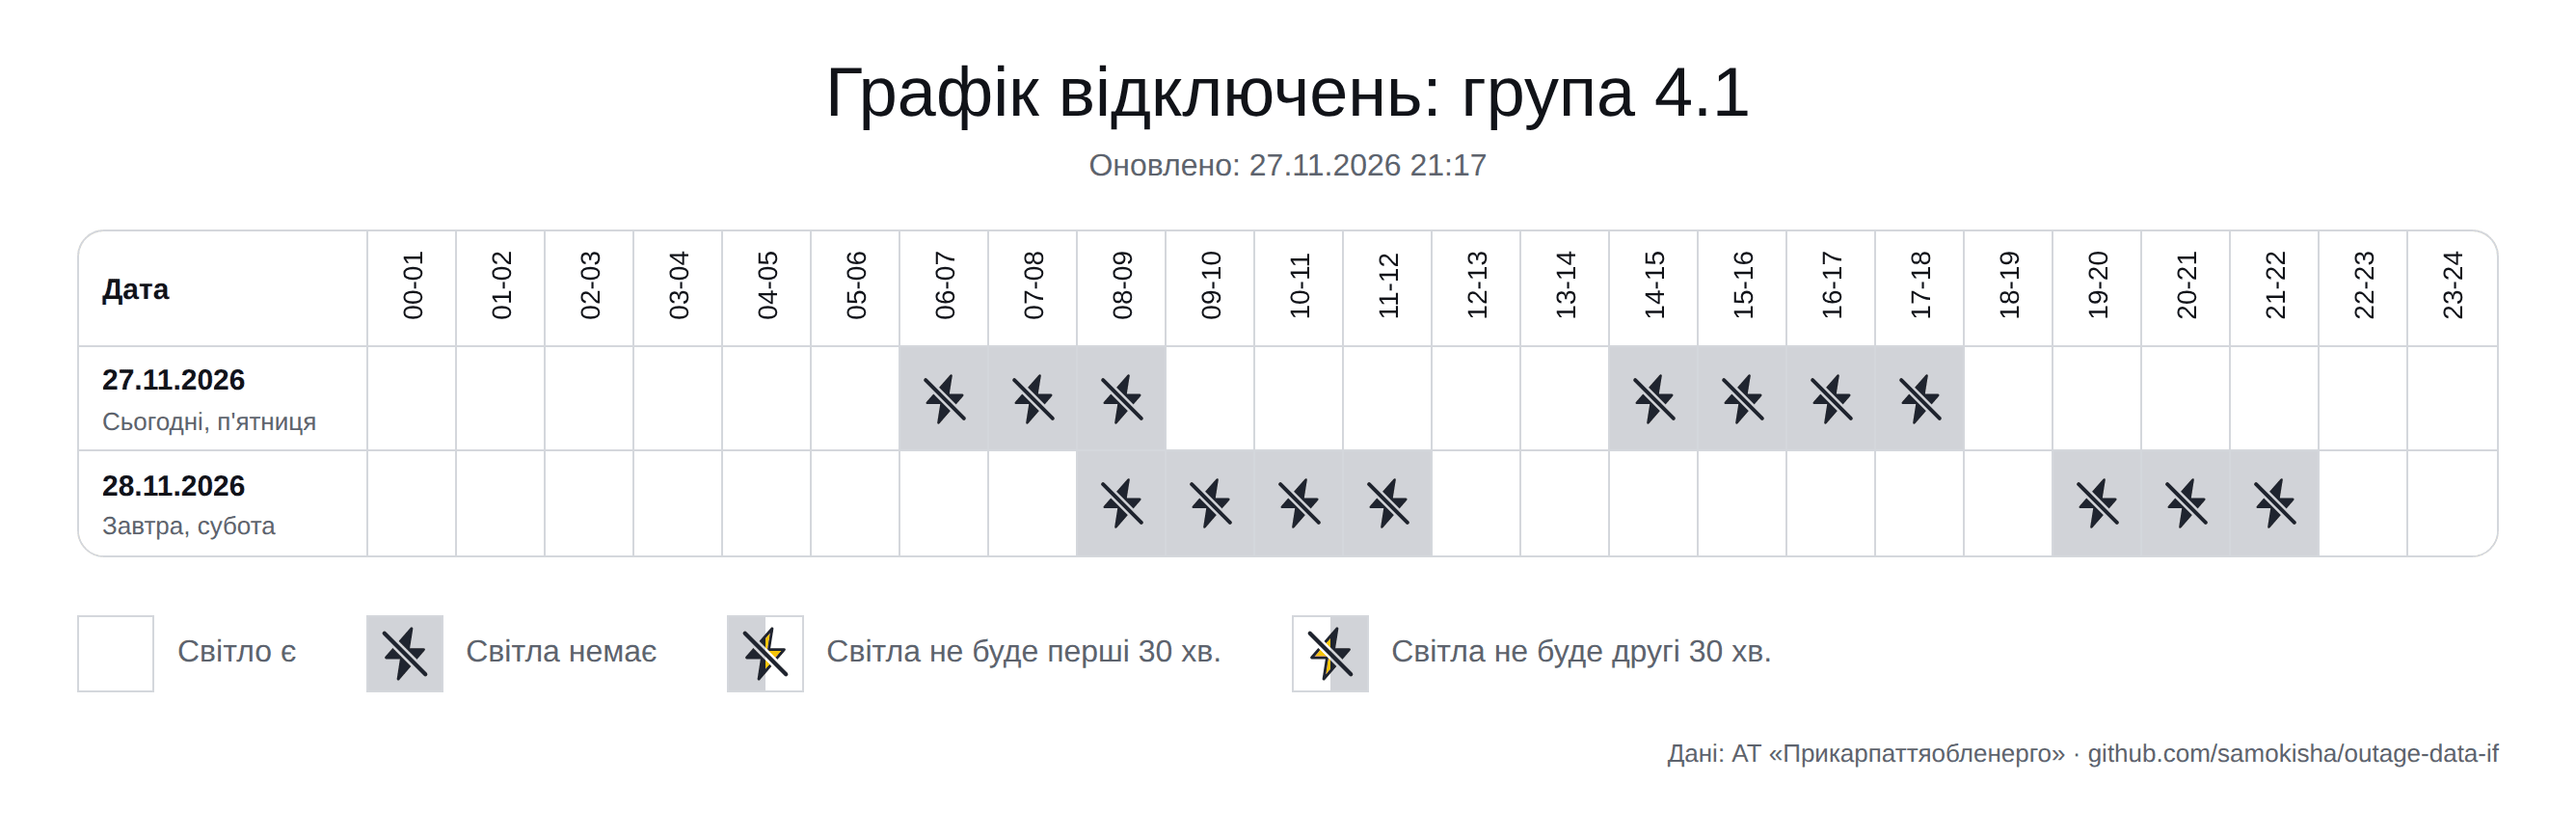 Графік відключень: група 4.1
Оновлено: 27.11.2026 21:17
Дата 00-01 01-02 02-03 03-04 04-05 05-06 06-07 07-08 08-09 09-10 10-11 11-12 12-13 13-14 14-15 15-16 16-17 17-18 18-19 19-20 20-21 21-22 22-23 23-24
27.11.2026
Сьогодні, п'ятниця
28.11.2026
Завтра, субота
Світло є Світла немає Світла не буде перші 30 хв. Світла не буде другі 30 хв.
Дані: АТ «Прикарпаттяобленерго» · github.com/samokisha/outage-data-if